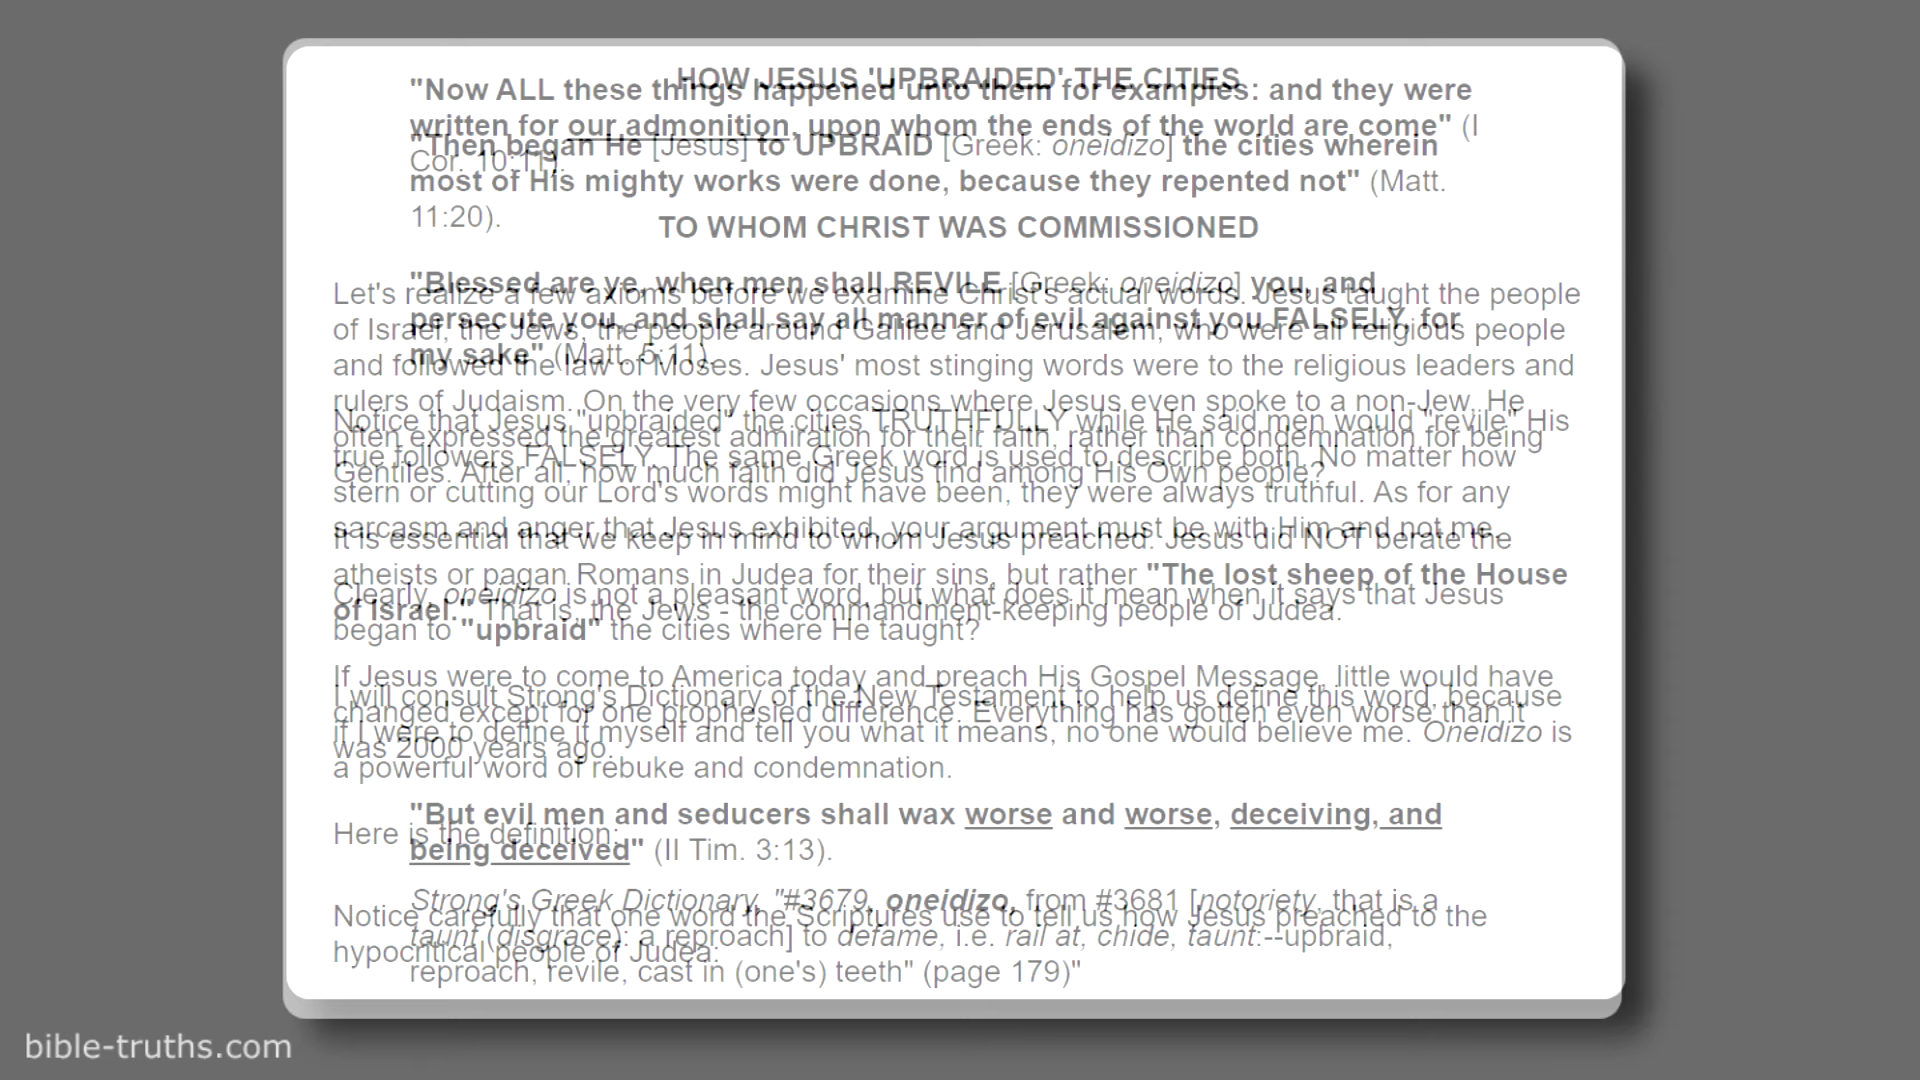 "Now ALL these things happened unto them for examples: and they were
written for our admonition, upon whom the ends of the world are come" (I
Cor. 10:11).
TO WHOM CHRIST WAS COMMISSIONED
Let's realize a few axioms before we examine Christ's actual words. Jesus taught the people
of Israel, the Jews, the people around Galilee and Jerusalem, who were all religious people
and followed the law of Moses. Jesus' most stinging words were to the religious leaders and
rulers of Judaism. On the very few occasions where Jesus even spoke to a non-Jew, He
often expressed the greatest admiration for their faith, rather than condemnation for being
Gentiles. After all, how much faith did Jesus find among His Own people?
It is essential that we keep in mind to whom Jesus preached. Jesus did NOT berate the
atheists or pagan Romans in Judea for their sins, but rather "The lost sheep of the House
of Israel." That is, the Jews - the commandment-keeping people of Judea.
If Jesus were to come to America today and preach His Gospel Message, little would have
changed except for one prophesied difference. Everything has gotten even worse than it
was 2000 years ago.
"But evil men and seducers shall wax worse and worse, deceiving, and
being deceived" (II Tim. 3:13).
Notice carefully that one word the Scriptures use to tell us how Jesus preached to the
hypocritical people of Judea:
HOW JESUS 'UPBRAIDED' THE CITIES
"Then began He [Jesus] to UPBRAID [Greek: oneidizo] the cities wherein
most of His mighty works were done, because they repented not" (Matt.
11:20).
"Blessed are ye, when men shall REVILE [Greek: oneidizo] you, and
persecute you, and shall say all manner of evil against you FALSELY, for
my sake" (Matt. 5:11).
Notice that Jesus "upbraided" the cities TRUTHFULLY while He said men would "revile" His
true followers FALSELY. The same Greek word is used to describe both. No matter how
stern or cutting our Lord's words might have been, they were always truthful. As for any
sarcasm and anger that Jesus exhibited, your argument must be with Him and not me.
Clearly, oneidizo is not a pleasant word, but what does it mean when it says that Jesus
began to "upbraid" the cities where He taught?
I will consult Strong's Dictionary of the New Testament to help us define this word, because
if I were to define it myself and tell you what it means, no one would believe me. Oneidizo is
a powerful word of rebuke and condemnation.
Here is the definition:
Strong's Greek Dictionary, "#3679, oneidizo, from #3681 [notoriety, that is a
taunt (disgrace): a reproach] to defame, i.e. rail at, chide, taunt:--upbraid,
reproach, revile, cast in (one's) teeth" (page 179)"
bible-truths.com